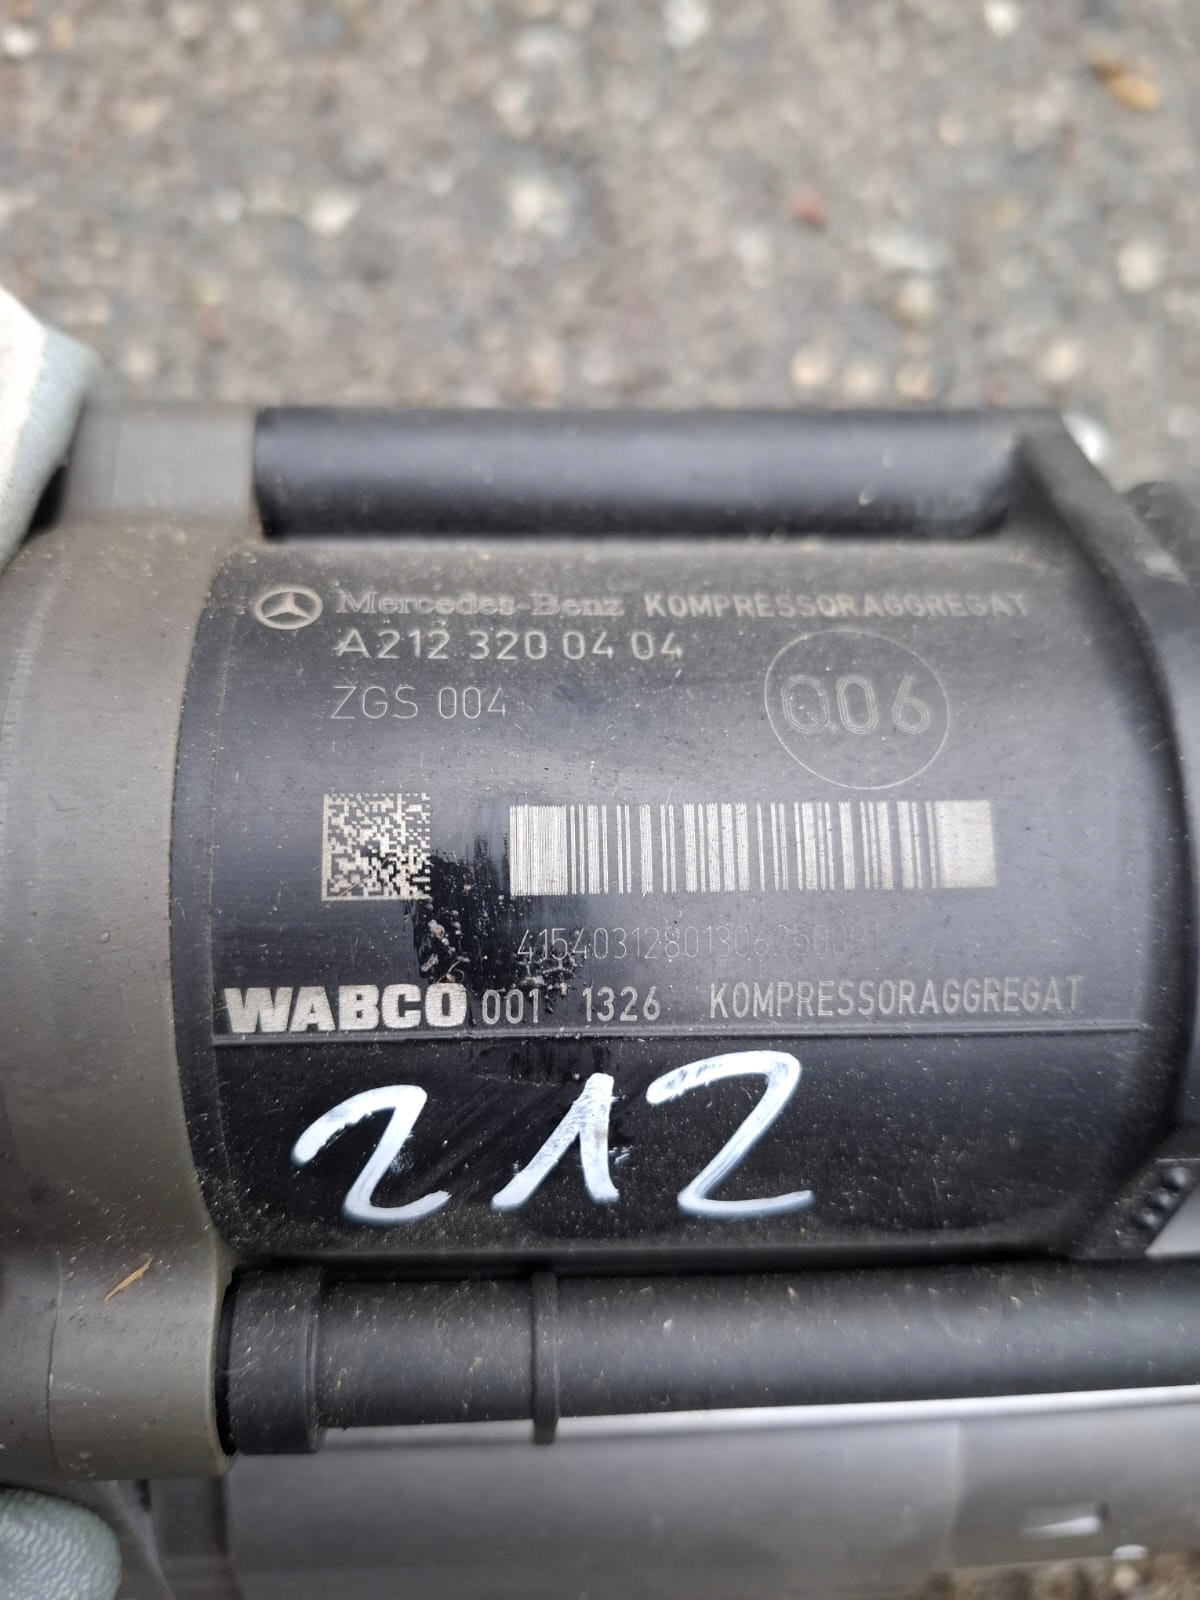 Mercedes-Benz KOMPRESSORAGGREGAT
A212 320 04 04
ZGS 004
Q06
WABCO 001 1326 KOMPRESSORAGGREGAT
212